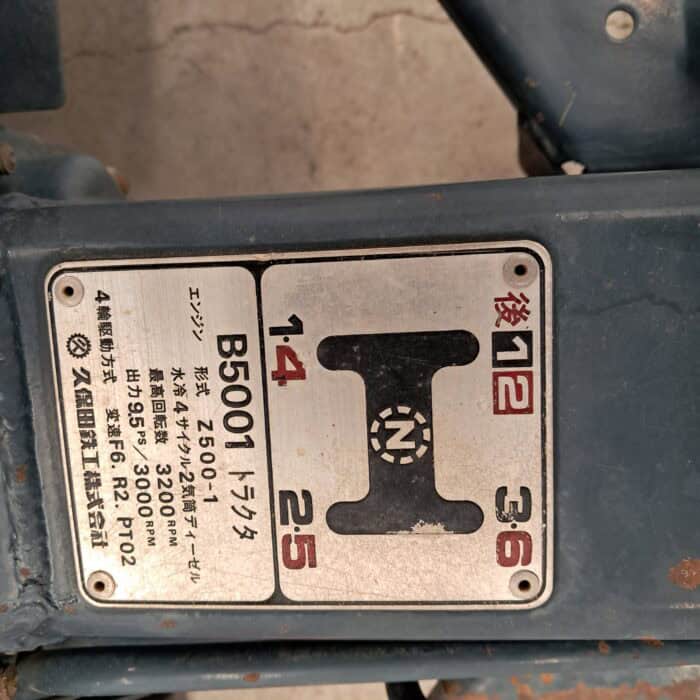 後 1 2
3・6
1・4
2・5
N
B5001 トラクタ
エンジン 形式 Z500-1
水冷4サイクル2気筒ディーゼル
最高回転数 3200RPM
出力 9.5PS/3000RPM
4輪駆動方式 変速F6. R2. PTO2
久保田鉄工株式会社